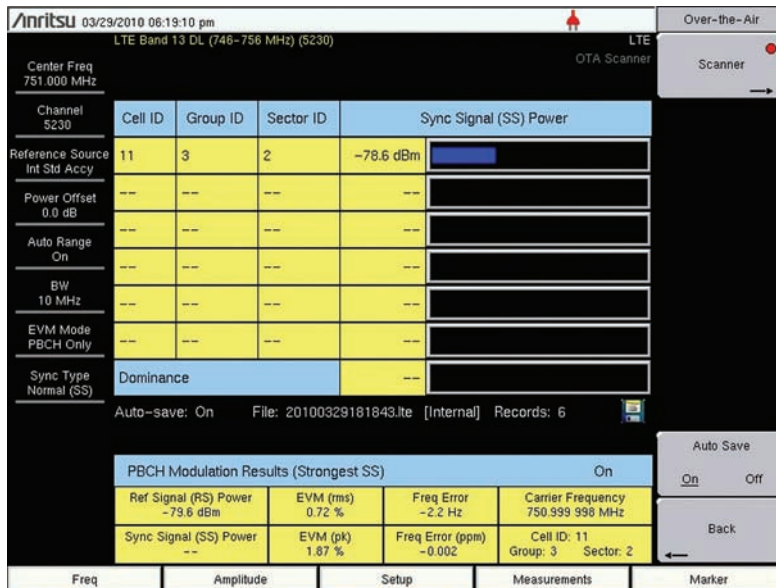 Anritsu 03/29/2010 06:19:10 pm
Over-the-Air
LTE Band 13 DL (746-756 MHz) (5230)
LTE
OTA Scanner
Scanner
Center Freq
751.000 MHz
Channel
5230
Reference Source
Int Std Accy
Power Offset
0.0 dB
Auto Range
On
BW
10 MHz
EVM Mode
PBCH Only
Sync Type
Normal (SS)
Cell ID Group ID Sector ID Sync Signal (SS) Power
11 3 2 -78.6 dBm
-- -- -- --
-- -- -- --
-- -- -- --
-- -- -- --
-- -- -- --
Dominance --
Auto-save: On File: 20100329181843.lte [Internal] Records: 6
PBCH Modulation Results (Strongest SS) On
Ref Signal (RS) Power EVM (rms) Freq Error Carrier Frequency
-79.6 dBm 0.72 % -2.2 Hz 750.999 998 MHz
Sync Signal (SS) Power EVM (pk) Freq Error (ppm) Cell ID: 11
-- 1.87 % -0.002 Group: 3 Sector: 2
Auto Save
On Off
Back
Freq Amplitude Setup Measurements Marker